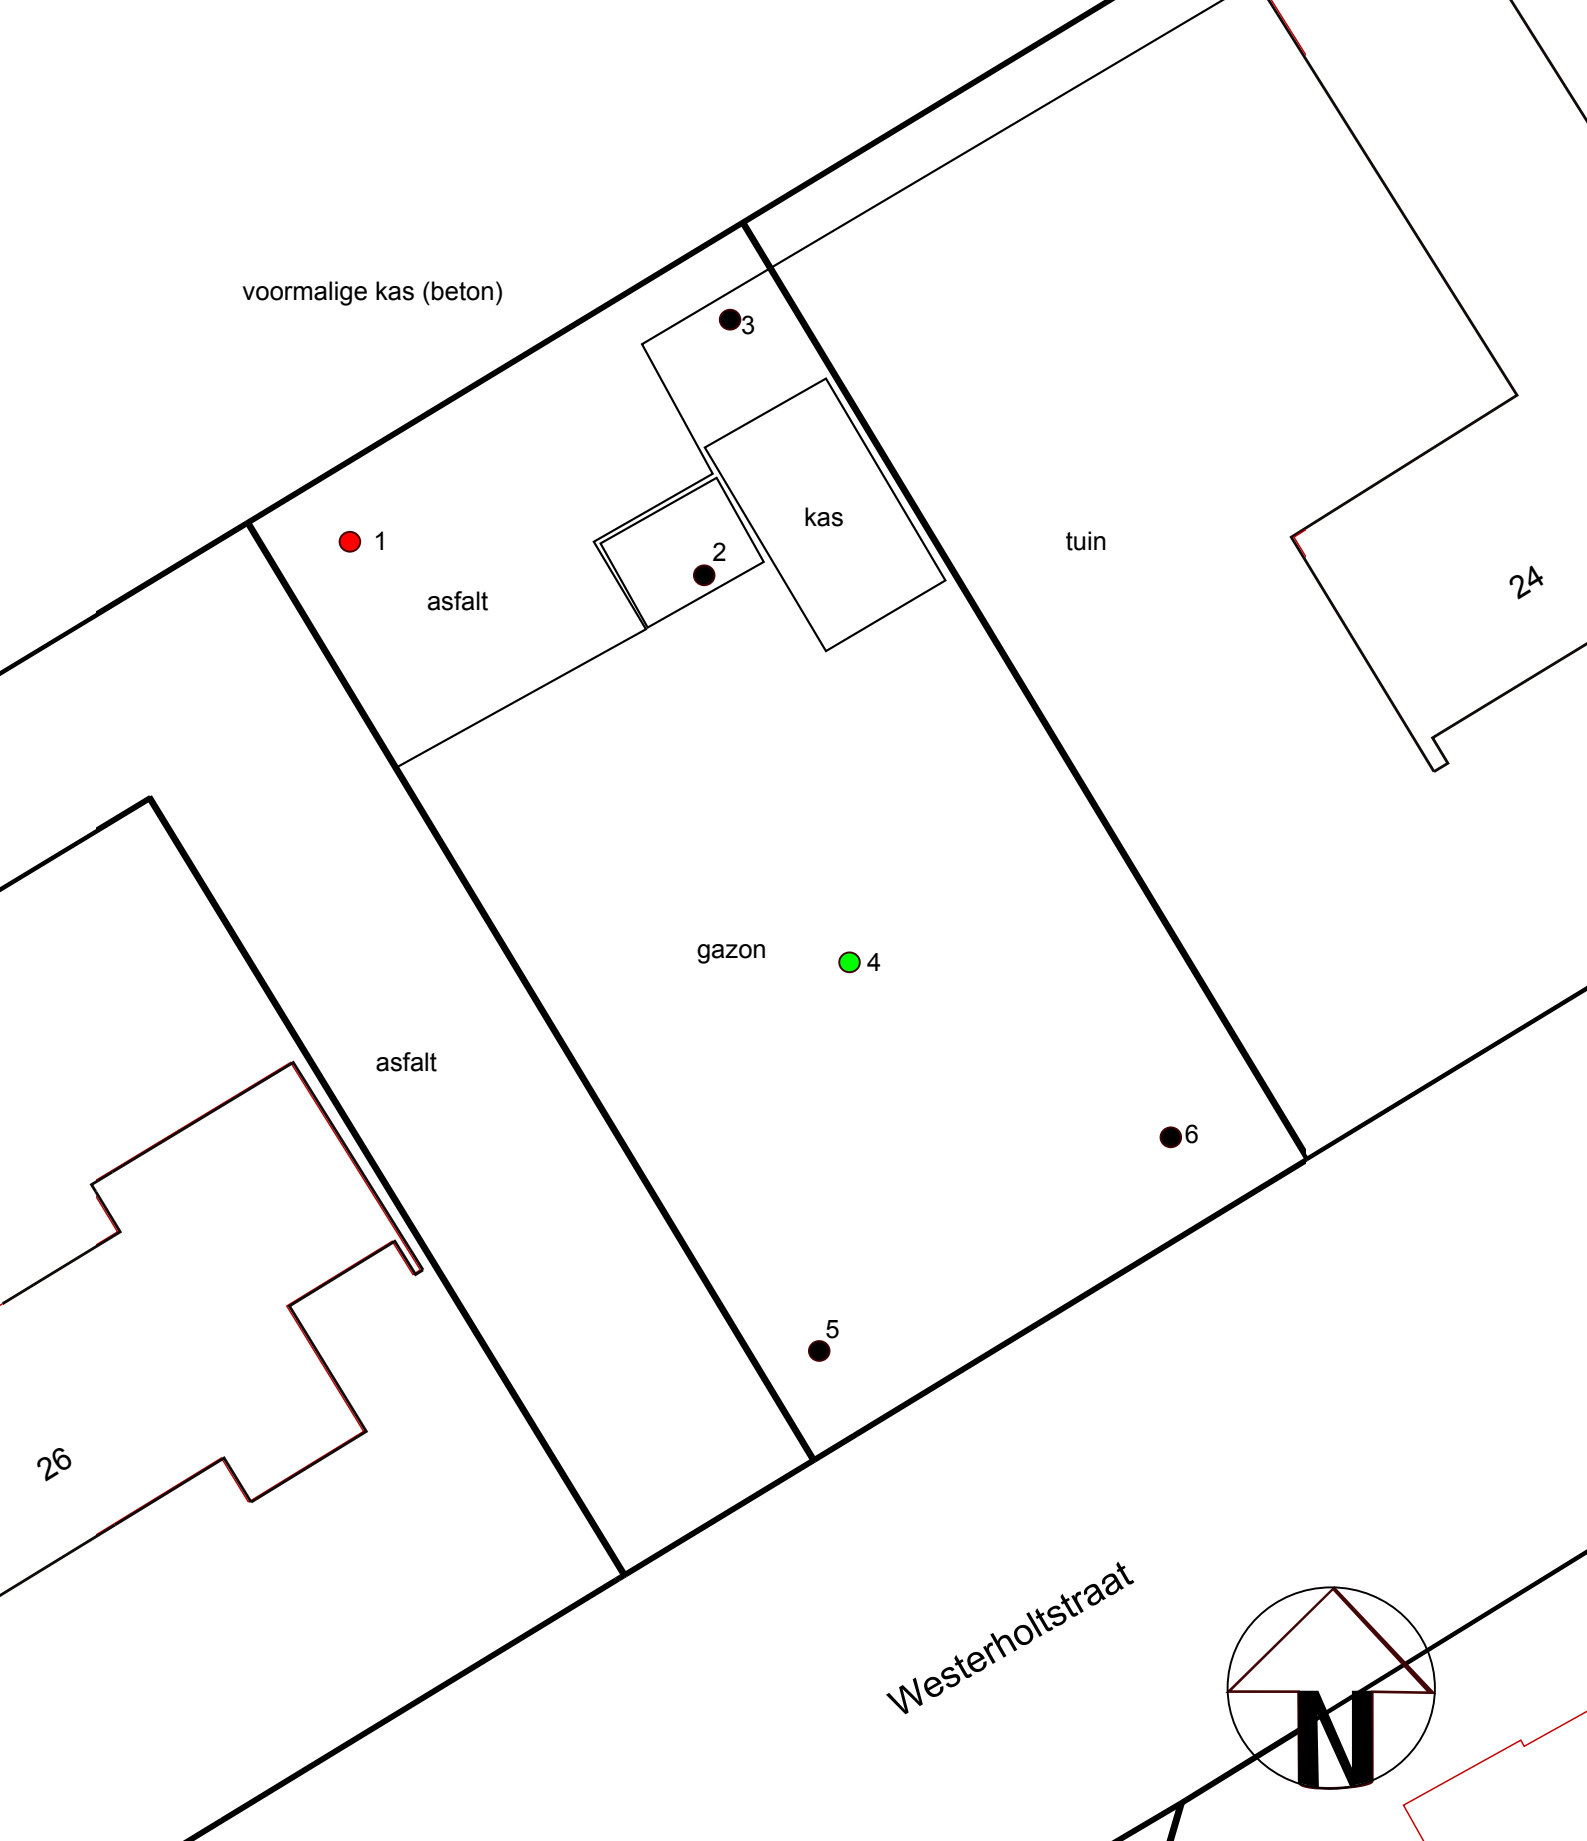 voormalige kas (beton)
3
1
2
kas
tuin
24
asfalt
gazon
4
asfalt
6
5
26
Westerholtstraat
N